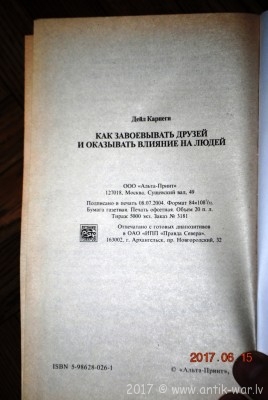 Дейл Карнеги
КАК ЗАВОЕВЫВАТЬ ДРУЗЕЙ
И ОКАЗЫВАТЬ ВЛИЯНИЕ НА ЛЮДЕЙ
ООО «Альта-Принт»
127018, Москва, Сущевский вал, 49
Подписано в печать 08.07.2004. Формат 84×108¹/₃₂.
Бумага газетная. Печать офсетная. Объем 20 п. л.
Тираж 5000 экз. Заказ № 3181
Отпечатано с готовых диапозитивов
в ОАО «ИПП «Правда Севера».
163002, г. Архангельск, пр. Новгородский, 32
2017.06.15
ISBN 5-98628-026-1
© «Альта-Принт»,
2017 © www.antik-war.lv